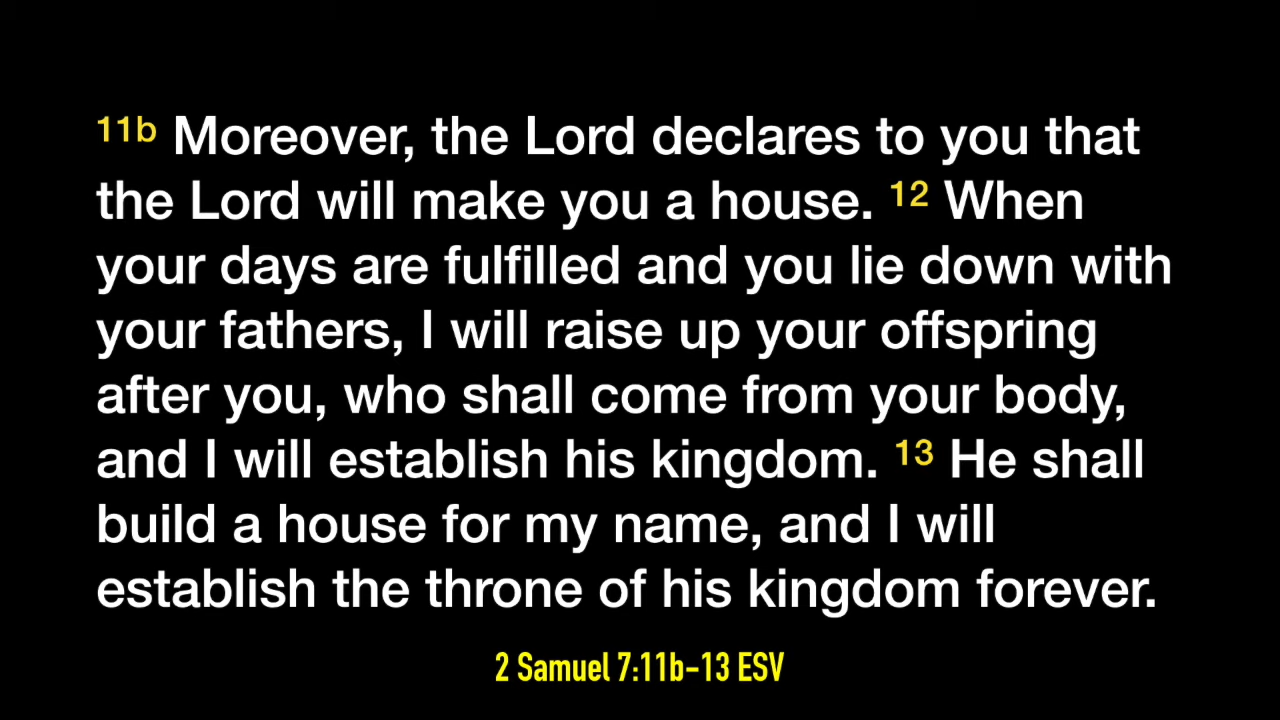 11b Moreover, the Lord declares to you that
the Lord will make you a house. 12 When
your days are fulfilled and you lie down with
your fathers, I will raise up your offspring
after you, who shall come from your body,
and I will establish his kingdom. 13 He shall
build a house for my name, and I will
establish the throne of his kingdom forever.
2 Samuel 7:11b–13 ESV